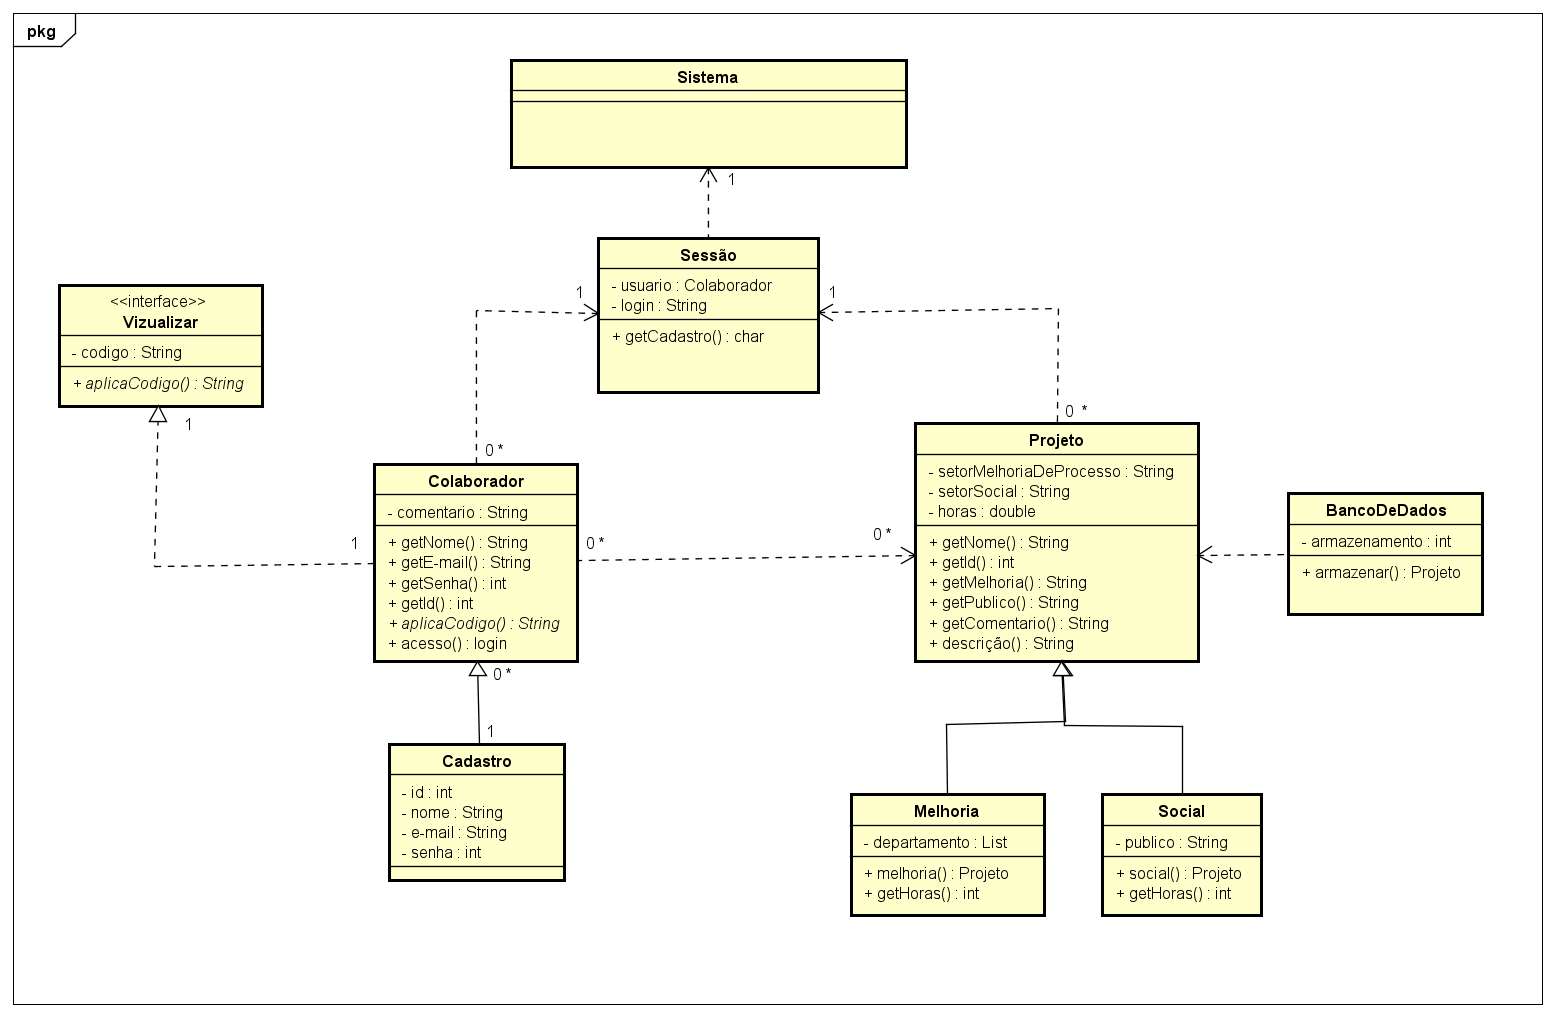 pkg
Sistema
1
Sessão
- usuario : Colaborador
- login : String
+ getCadastro() : char
1
1
<<interface>>
Vizualizar
- codigo : String
+ aplicaCodigo() : String
1
0 *
0 *
Colaborador
- comentario : String
+ getNome() : String
+ getE-mail() : String
+ getSenha() : int
+ getId() : int
+ aplicaCodigo() : String
+ acesso() : login
1
0 *
0 *
Projeto
- setorMelhoriaDeProcesso : String
- setorSocial : String
- horas : double
+ getNome() : String
+ getId() : int
+ getMelhoria() : String
+ getPublico() : String
+ getComentario() : String
+ descrição() : String
BancoDeDados
- armazenamento : int
+ armazenar() : Projeto
0 *
1
Cadastro
- id : int
- nome : String
- e-mail : String
- senha : int
Melhoria
- departamento : List
+ melhoria() : Projeto
+ getHoras() : int
Social
- publico : String
+ social() : Projeto
+ getHoras() : int